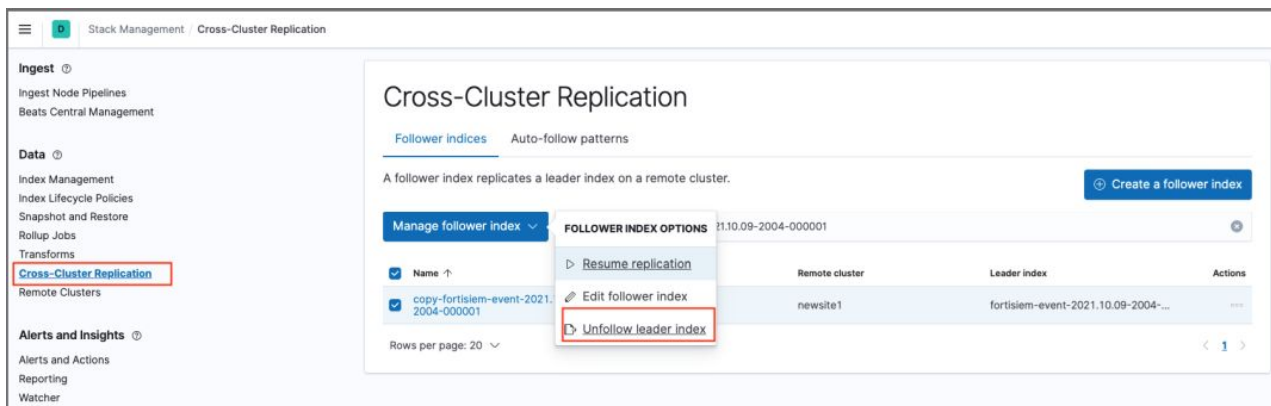 D Stack Management / Cross-Cluster Replication
Ingest
Ingest Node Pipelines
Beats Central Management
Data
Index Management
Index Lifecycle Policies
Snapshot and Restore
Rollup Jobs
Transforms
Cross-Cluster Replication
Remote Clusters
Alerts and Insights
Alerts and Actions
Reporting
Watcher
Cross-Cluster Replication
Follower indices Auto-follow patterns
A follower index replicates a leader index on a remote cluster.
Create a follower index
Manage follower index
21.10.09-2004-000001
FOLLOWER INDEX OPTIONS
Resume replication
Edit follower index
Unfollow leader index
Name Remote cluster Leader index Actions
copy-fortisiem-event-2021. newsite1 fortisiem-event-2021.10.09-2004-...
2004-000001
Rows per page: 20
1